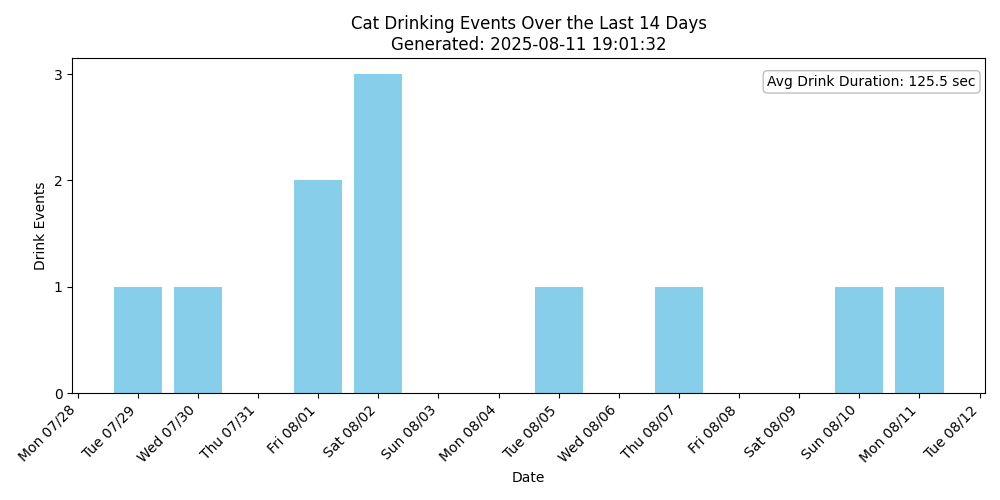 Cat Drinking Events Over the Last 14 Days
Generated: 2025-08-11 19:01:32
Avg Drink Duration: 125.5 sec
Drink Events
3
2
1
0
Mon 07/28
Tue 07/29
Wed 07/30
Thu 07/31
Fri 08/01
Sat 08/02
Sun 08/03
Mon 08/04
Tue 08/05
Wed 08/06
Thu 08/07
Fri 08/08
Sat 08/09
Sun 08/10
Mon 08/11
Tue 08/12
Date